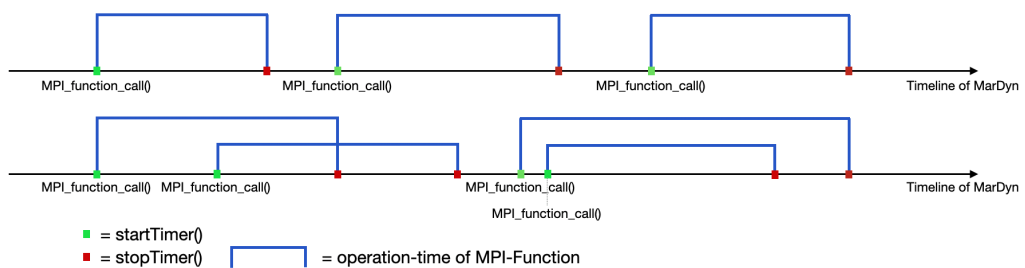 MPI_function_call() MPI_function_call() MPI_function_call() Timeline of MarDyn
MPI_function_call() MPI_function_call() MPI_function_call() Timeline of MarDyn
MPI_function_call()
= startTimer()
= stopTimer() = operation-time of MPI-Function